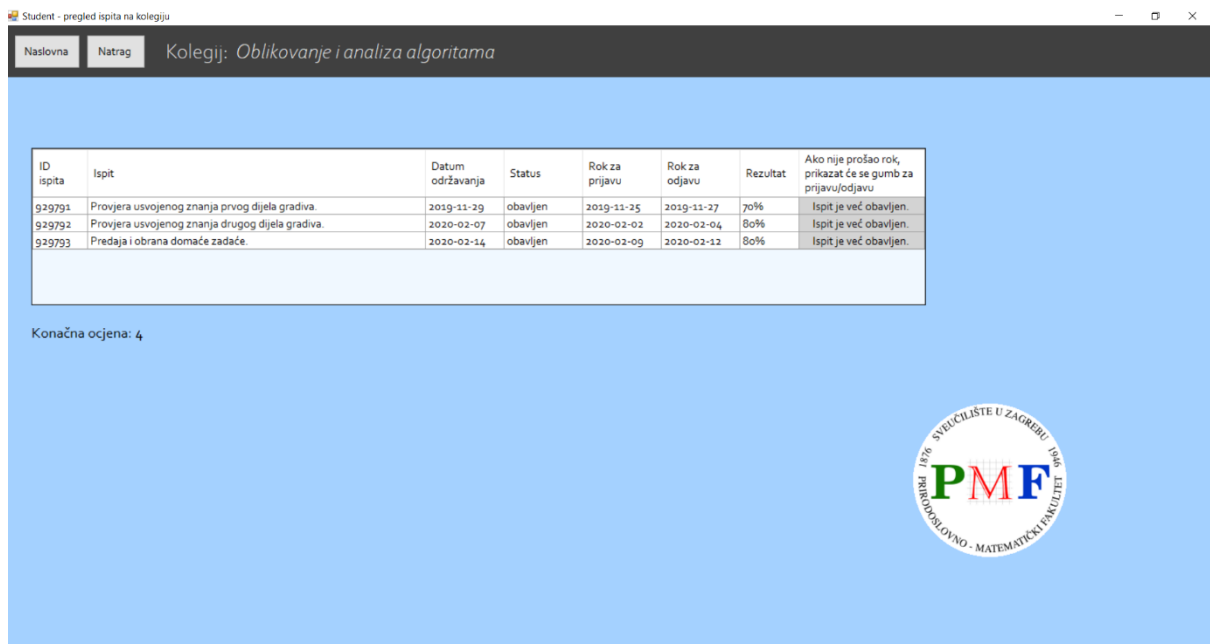 Student - pregled ispita na kolegiju
Naslovna Natrag Kolegij: Oblikovanje i analiza algoritama
ID ispita Ispit Datum održavanja Status Rok za prijavu Rok za odjavu Rezultat Ako nije prošao rok, prikazat će se gumb za prijavu/odjavu
929791 Provjera usvojenog znanja prvog dijela gradiva. 2019-11-29 obavljen 2019-11-25 2019-11-27 70% Ispit je već obavljen.
929792 Provjera usvojenog znanja drugog dijela gradiva. 2020-02-07 obavljen 2020-02-02 2020-02-04 80% Ispit je već obavljen.
929793 Predaja i obrana domaće zadaće. 2020-02-14 obavljen 2020-02-09 2020-02-12 80% Ispit je već obavljen.
Konačna ocjena: 4
1876 SVEUČILIŠTE U ZAGREBU 1946
PMF
PRIRODOSLOVNO - MATEMATIČKI FAKULTET